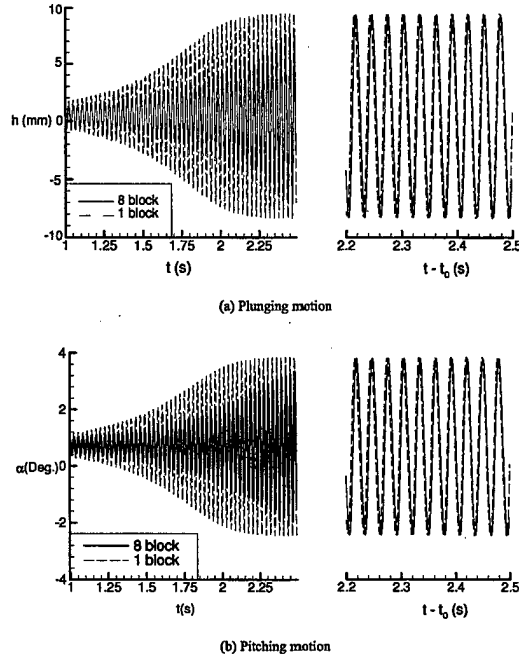 10
5
h (mm) 0
-5
-10
8 block
1 block
1 1.25 1.5 1.75 2 2.25
t (s)
2.2 2.3 2.4 2.5
t - t₀ (s)
(a) Plunging motion
4
2
α(Deg.) 0
-2
-4
8 block
1 block
1 1.25 1.5 1.75 2 2.25
t(s)
2.2 2.3 2.4 2.5
t - t₀ (s)
(b) Pitching motion